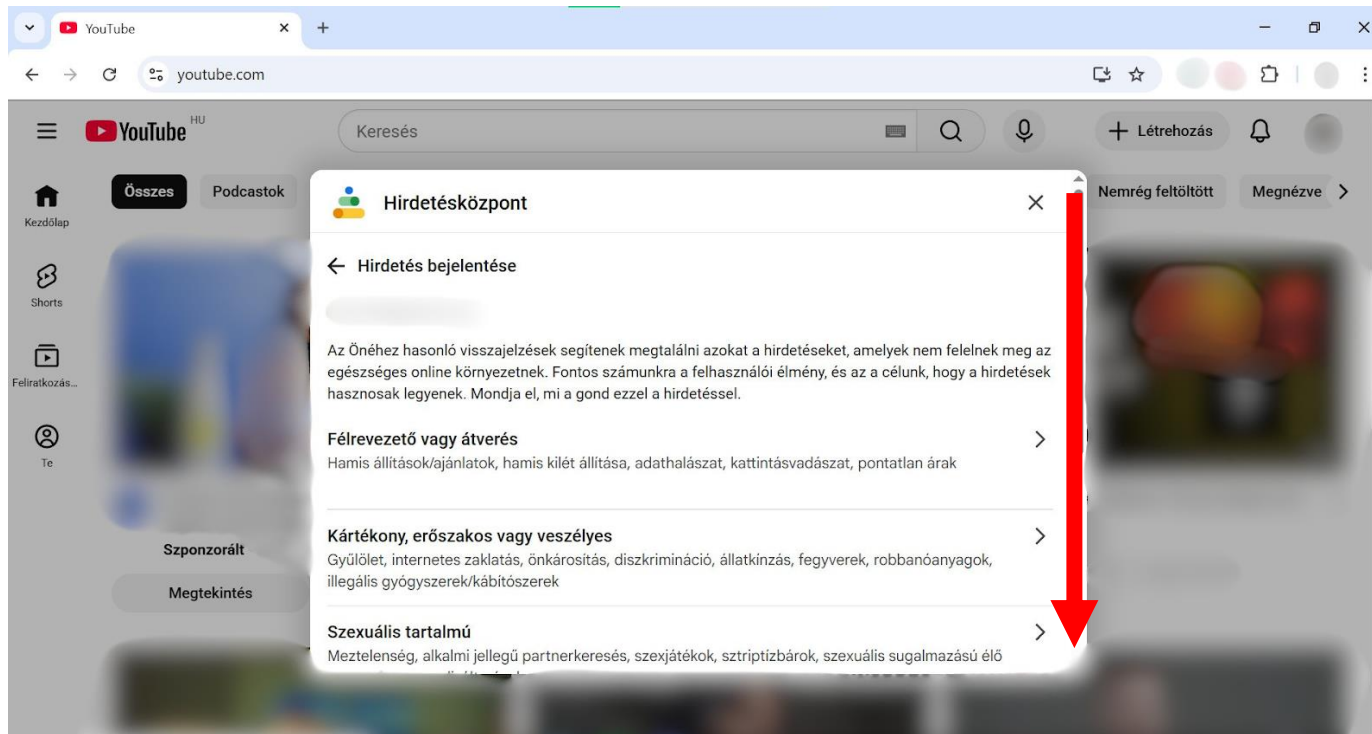 YouTube
youtube.com
YouTube HU
Keresés
Létrehozás
Összes
Podcastok
Nemrég feltöltött
Megnézve
Kezdőlap
Shorts
Feliratkozás...
Te
Hirdetésközpont
Hirdetés bejelentése
Az Önéhez hasonló visszajelzések segítenek megtalálni azokat a hirdetéseket, amelyek nem felelnek meg az
egészséges online környezetnek. Fontos számunkra a felhasználói élmény, és az a célunk, hogy a hirdetések
hasznosak legyenek. Mondja el, mi a gond ezzel a hirdetéssel.
Félrevezető vagy átverés
Hamis állítások/ajánlatok, hamis kilét állítása, adathalászat, kattintásvadászat, pontatlan árak
Kártékony, erőszakos vagy veszélyes
Gyűlölet, internetes zaklatás, önkárosítás, diszkrimináció, állatkínzás, fegyverek, robbanóanyagok,
illegális gyógyszerek/kábítószerek
Szexuális tartalmú
Meztelenség, alkalmi jellegű partnerkeresés, szexjátékok, sztriptízbárok, szexuális sugalmazású élő
Szponzorált
Megtekintés